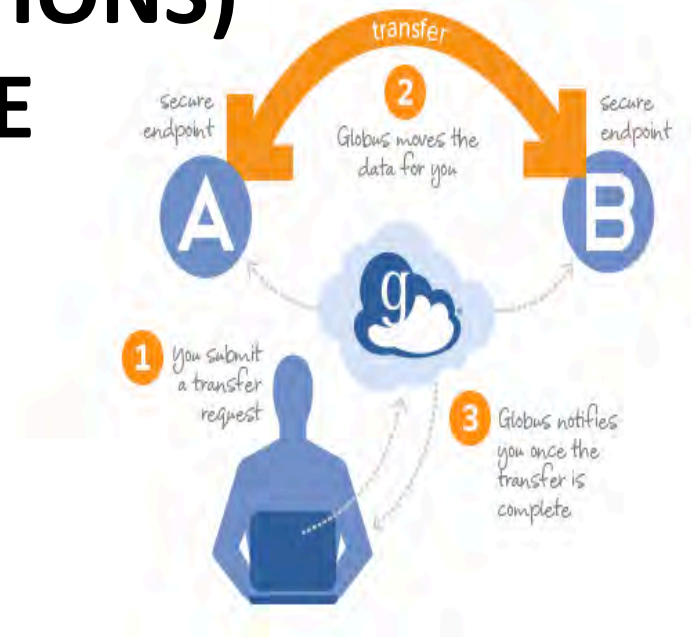 IONS)
E
transfer
secure
endpoint
2
secure
endpoint
Globus moves the
data for you
A
B
g
1
you submit
a transfer
request
3
Globus notifies
you once the
transfer is
complete